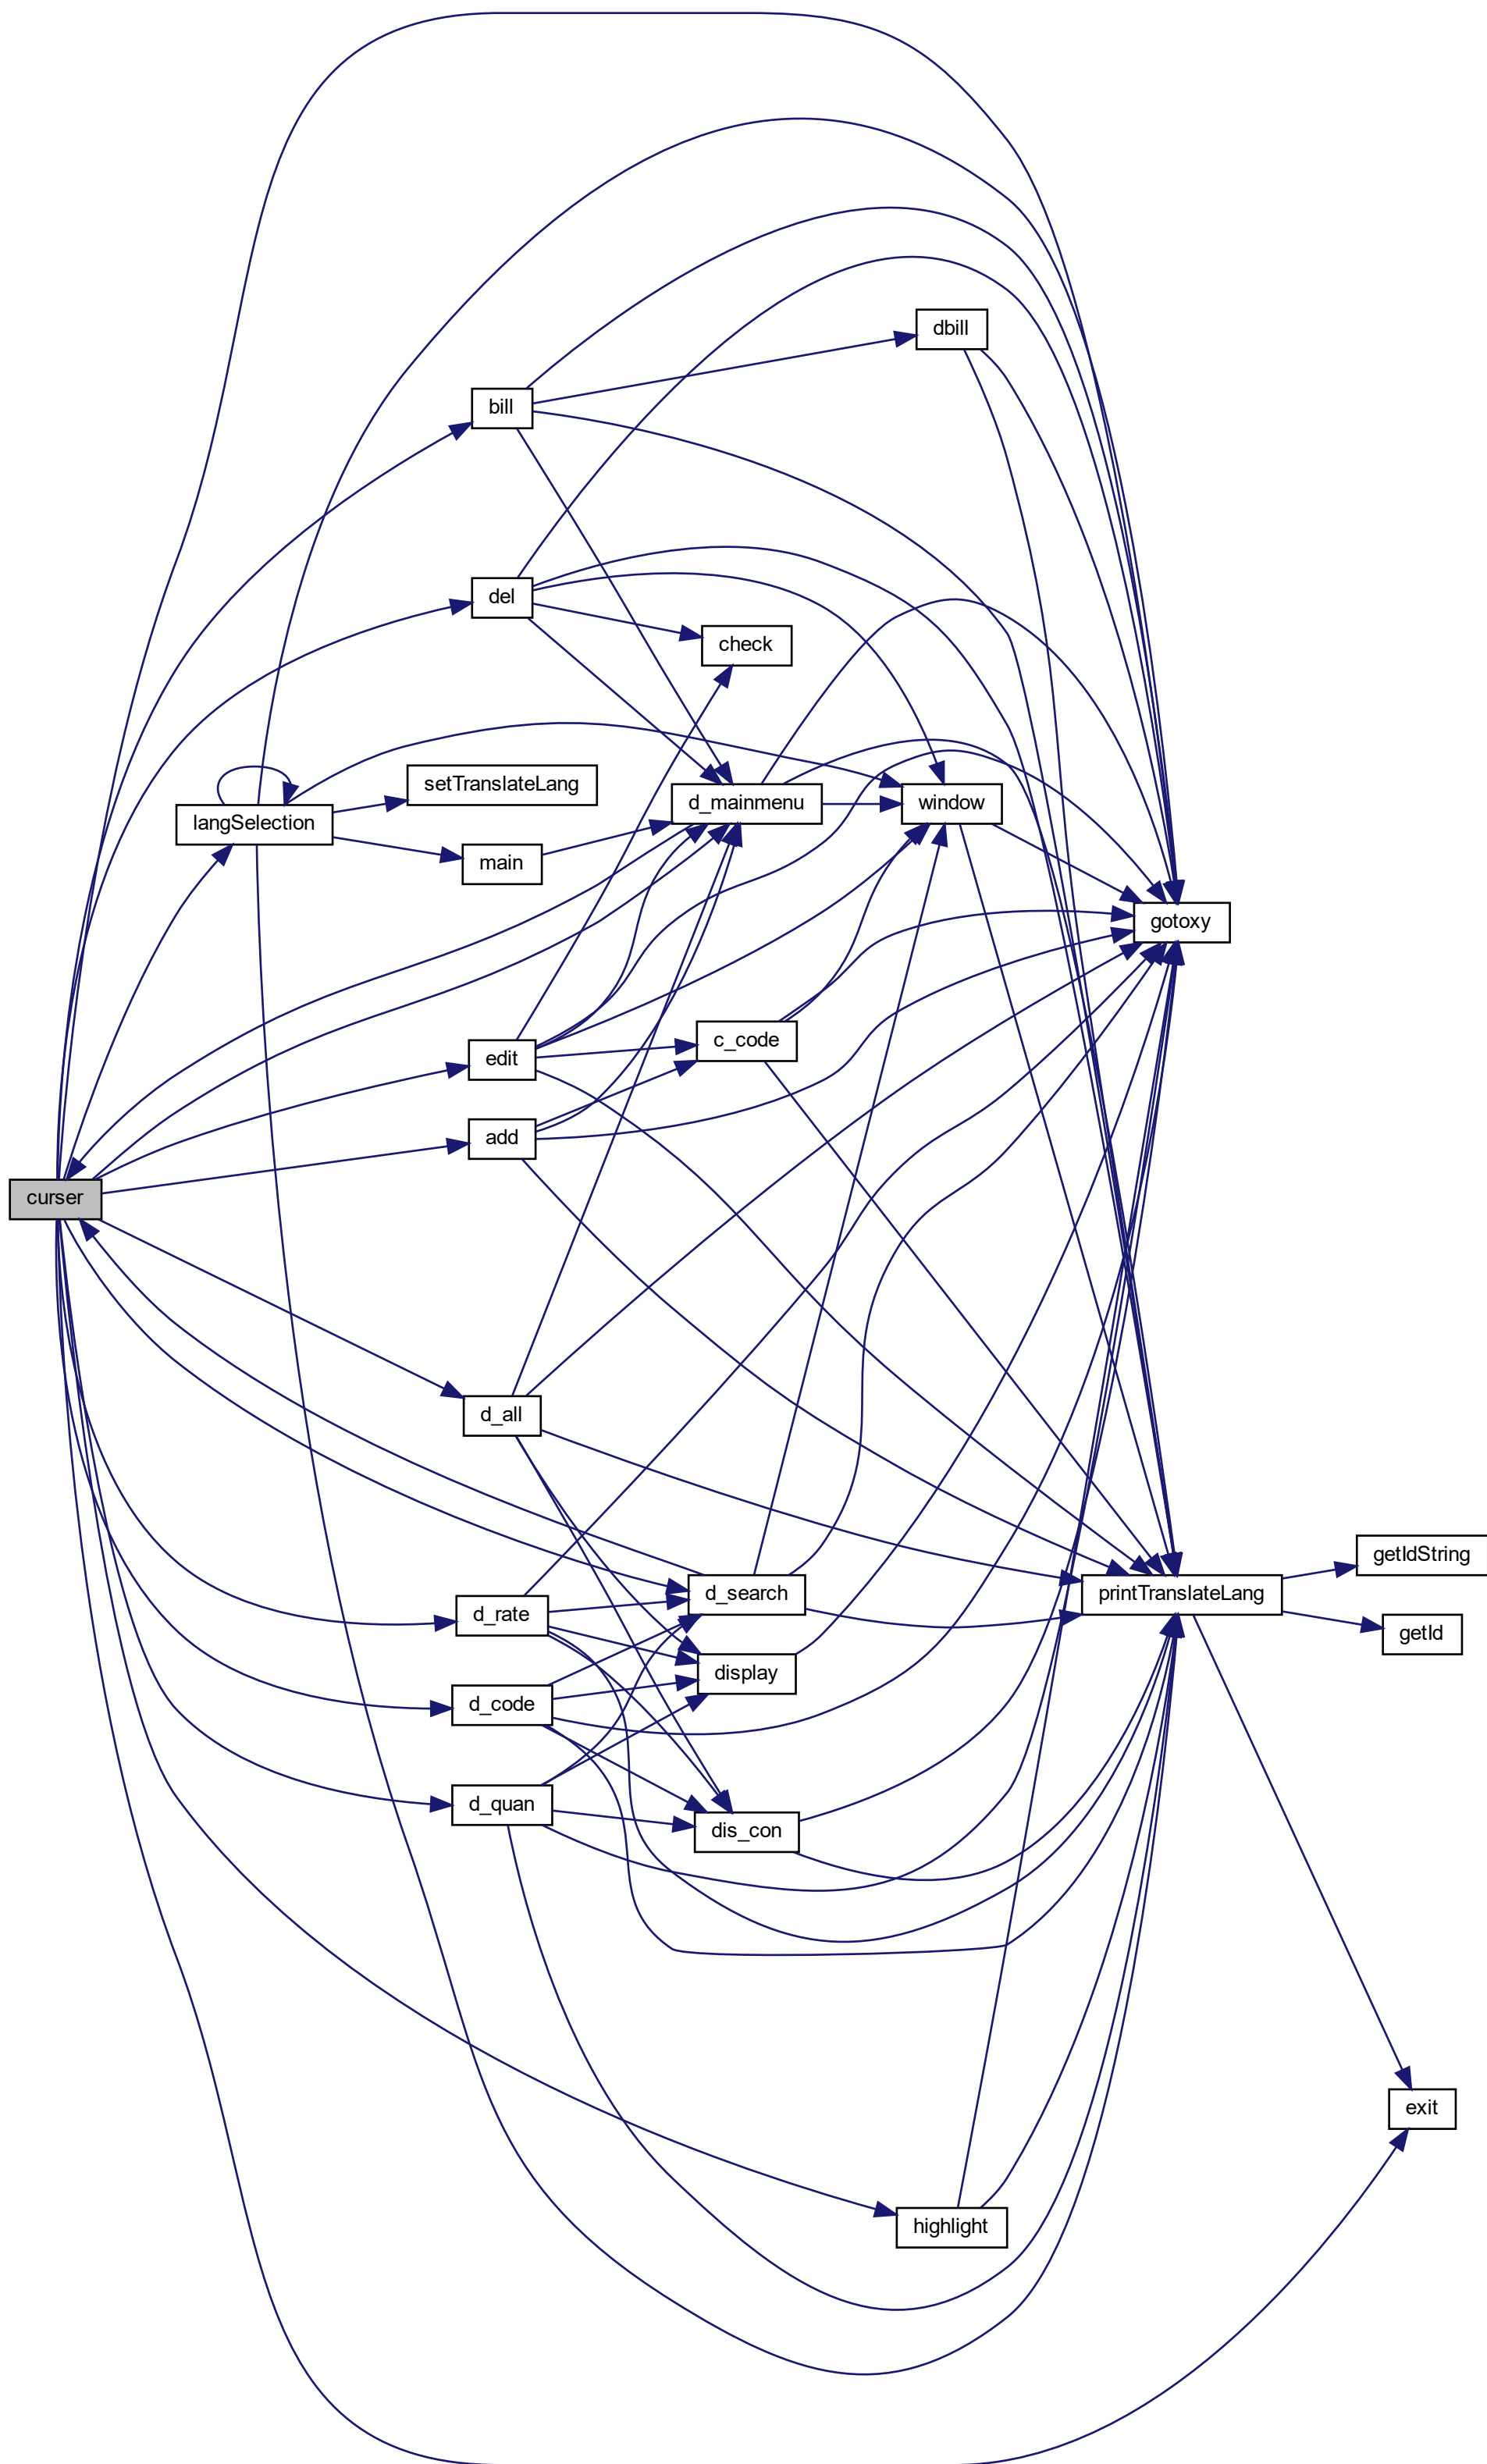 dbill
bill
del
check
setTranslateLang
d_mainmenu
window
langSelection
main
gotoxy
c_code
edit
add
curser
d_all
getIdString
d_search
printTranslateLang
d_rate
getId
display
d_code
d_quan
dis_con
exit
highlight